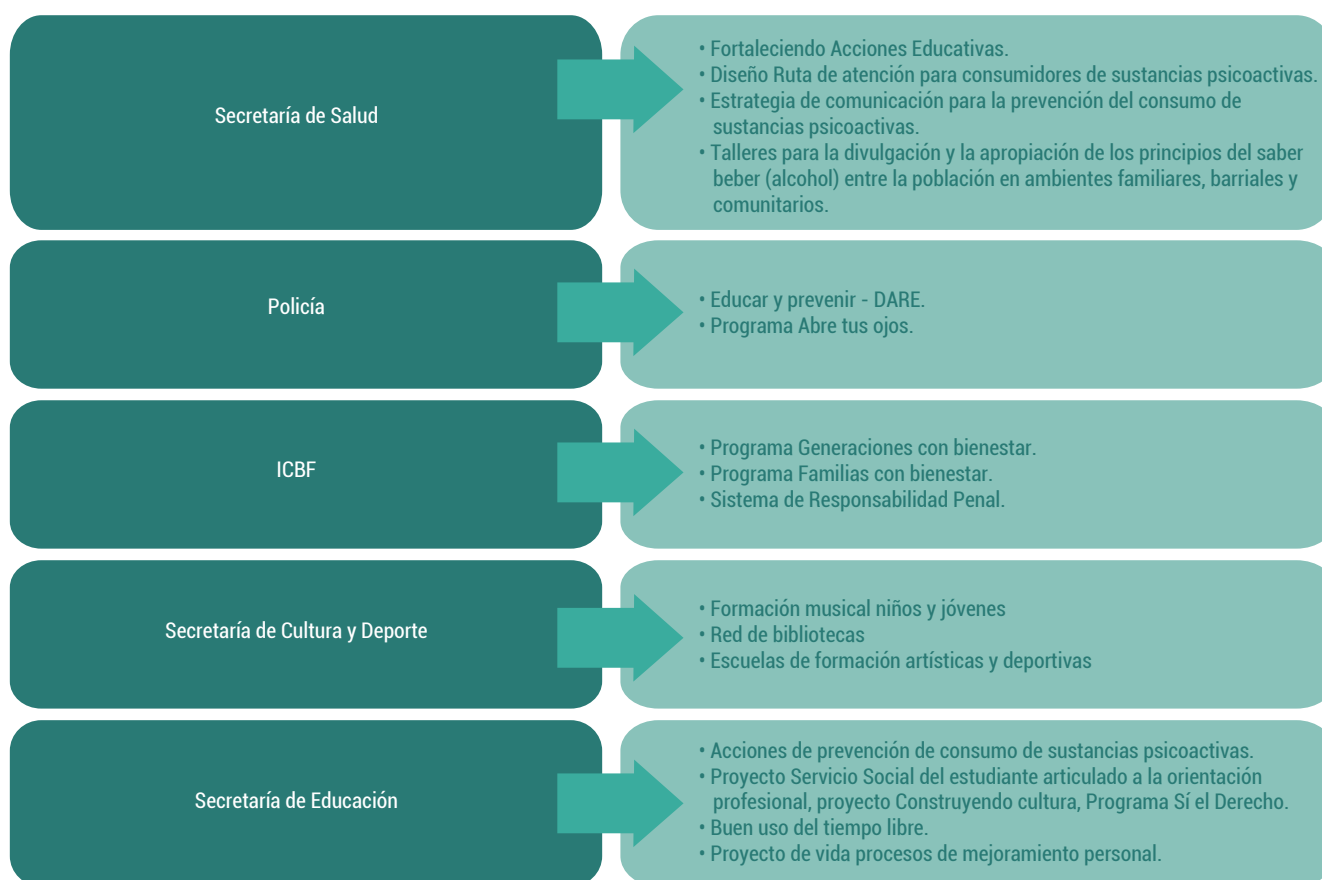 Secretaría de Salud
• Fortaleciendo Acciones Educativas.
• Diseño Ruta de atención para consumidores de sustancias psicoactivas.
• Estrategia de comunicación para la prevención del consumo de
sustancias psicoactivas.
• Talleres para la divulgación y la apropiación de los principios del saber
beber (alcohol) entre la población en ambientes familiares, barriales y
comunitarios.
Policía
• Educar y prevenir - DARE.
• Programa Abre tus ojos.
ICBF
• Programa Generaciones con bienestar.
• Programa Familias con bienestar.
• Sistema de Responsabilidad Penal.
Secretaría de Cultura y Deporte
• Formación musical niños y jóvenes
• Red de bibliotecas
• Escuelas de formación artísticas y deportivas
Secretaría de Educación
• Acciones de prevención de consumo de sustancias psicoactivas.
• Proyecto Servicio Social del estudiante articulado a la orientación
profesional, proyecto Construyendo cultura, Programa Sí el Derecho.
• Buen uso del tiempo libre.
• Proyecto de vida procesos de mejoramiento personal.